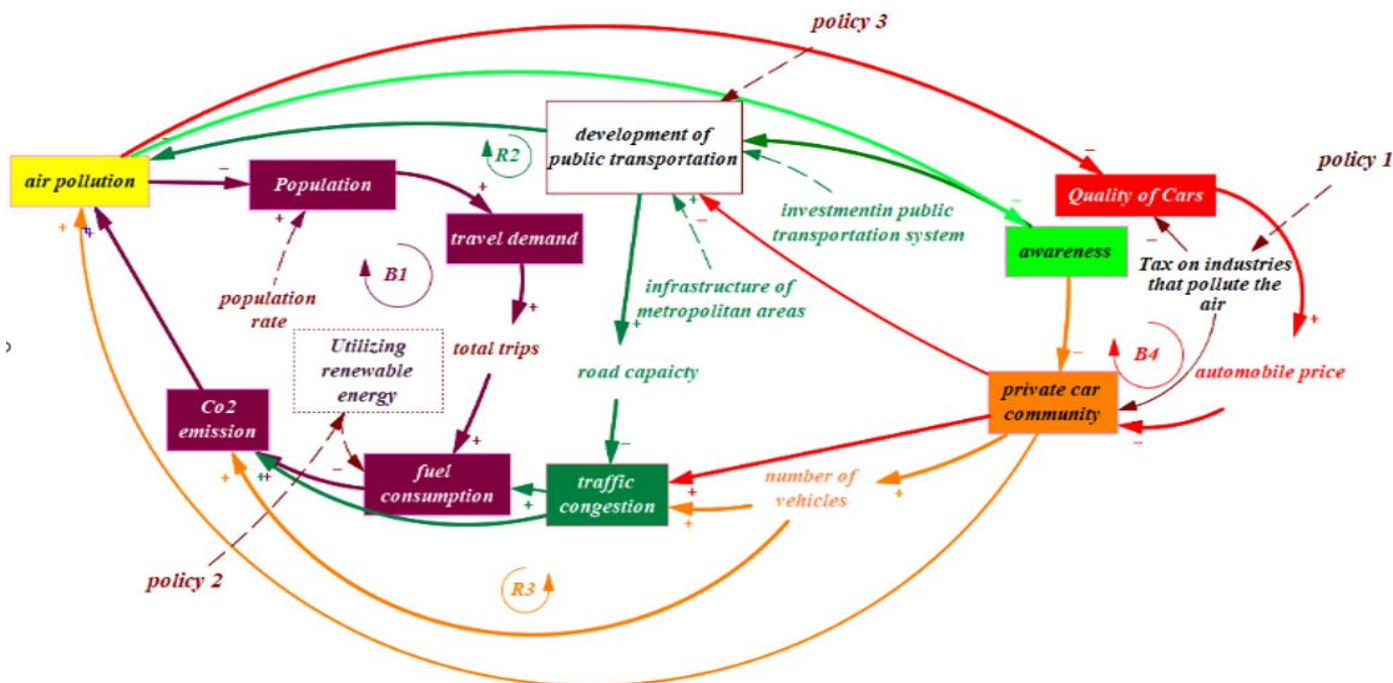 policy 3
development of
public transportation
R2
policy 1
air pollution
Population
Quality of Cars
investmentin public
transportation system
travel demand
awareness
B1
Tax on industries
that pollute the
air
infrastructure of
metropolitan areas
population
rate
Utilizing
renewable
energy
total trips
road capaicty
B4
automobile price
private car
community
Co2
emission
fuel
consumption
traffic
congestion
number of
vehicles
policy 2
R3